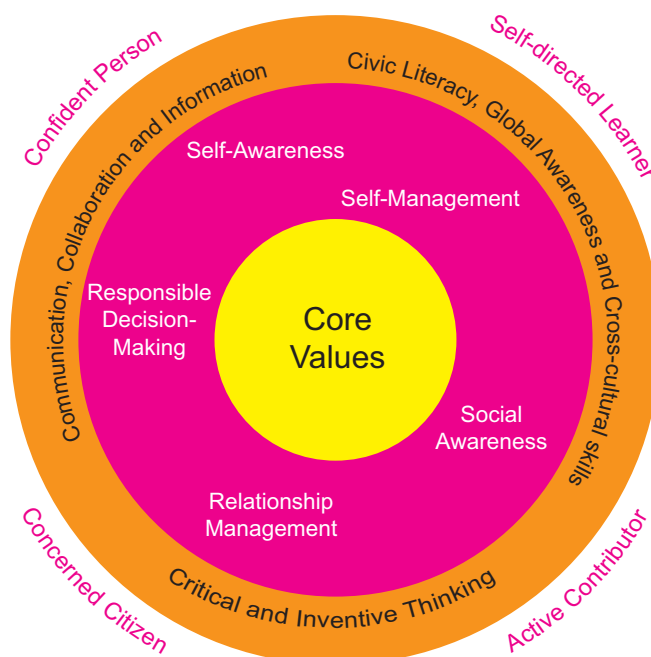 Confident Person
Self-directed Learner
Communication, Collaboration and Information
Civic Literacy, Global Awareness and Cross-cultural skills
Self-Awareness
Self-Management
Responsible
Decision-
Making
Core
Values
Social
Awareness
Relationship
Management
Critical and Inventive Thinking
Concerned Citizen
Active Contributor